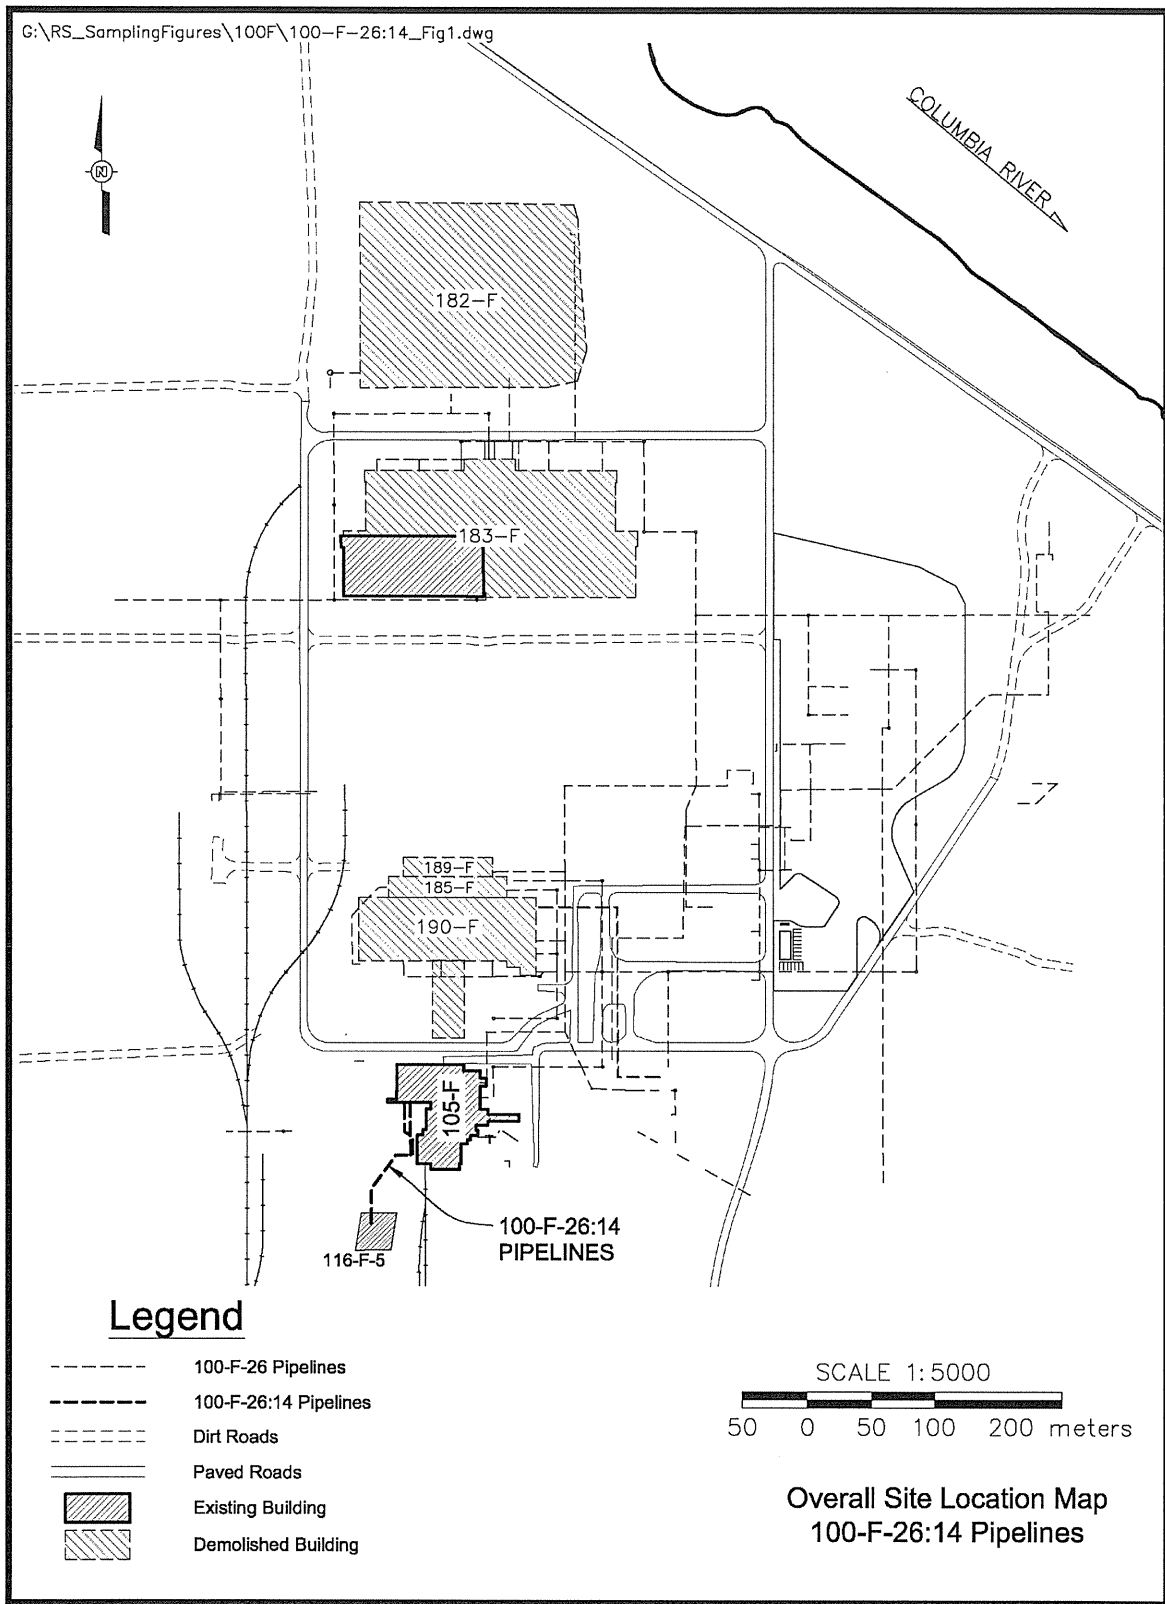 G:\RS_SamplingFigures\100F\100-F-26:14_Fig1.dwg
COLUMBIA RIVER
N
182-F
183-F
189-F
185-F
190-F
105-F
100-F-26:14
PIPELINES
116-F-5
Legend
100-F-26 Pipelines
100-F-26:14 Pipelines
Dirt Roads
Paved Roads
Existing Building
Demolished Building
SCALE 1:5000
50 0 50 100 200 meters
Overall Site Location Map
100-F-26:14 Pipelines